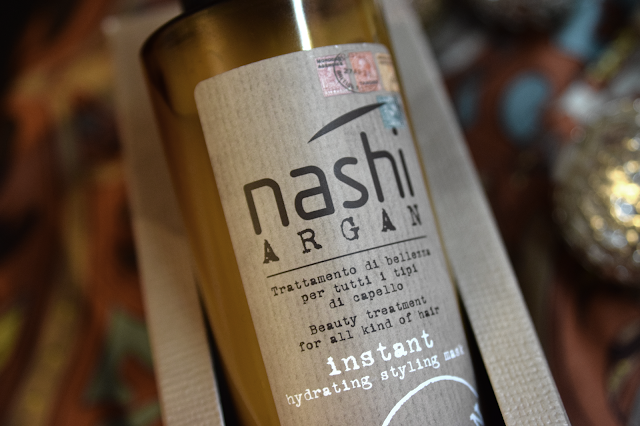 nashi
ARGAN
Trattamento di bellezza
per tutti i tipi
di capello
Beauty treatment
for all kind of hair
instant
hydrating styling mask